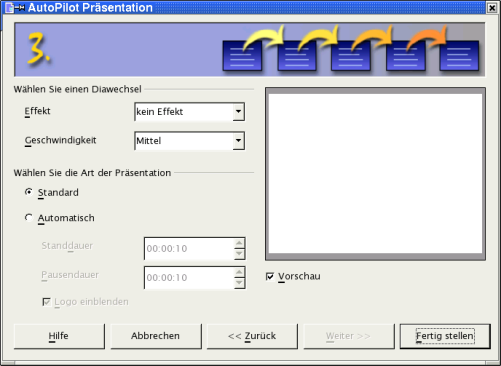 AutoPilot Präsentation
3.
Wählen Sie einen Diawechsel
Effekt
kein Effekt
Geschwindigkeit
Mittel
Wählen Sie die Art der Präsentation
Standard
Automatisch
Standdauer
00:00:10
Pausendauer
00:00:10
Logo einblenden
Vorschau
Hilfe
Abbrechen
<< Zurück
Weiter >>
Fertig stellen